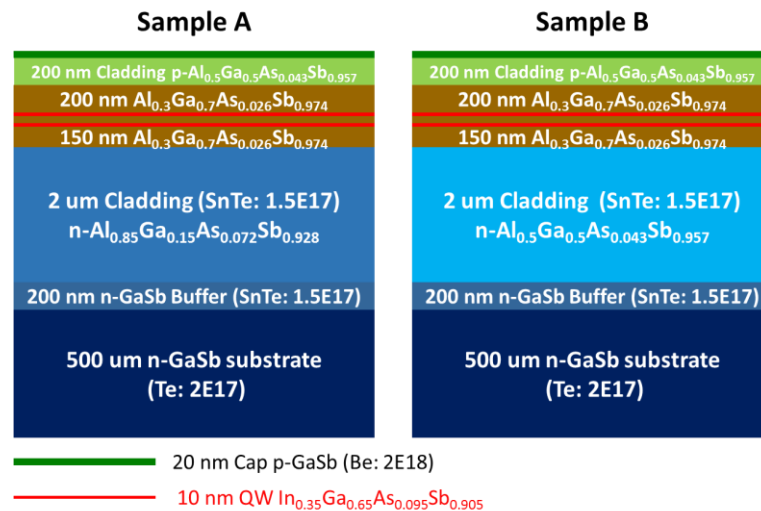 Sample A
200 nm Cladding p-Al0.5Ga0.5As0.043Sb0.957
200 nm Al0.3Ga0.7As0.026Sb0.974
150 nm Al0.3Ga0.7As0.026Sb0.974
2 um Cladding (SnTe: 1.5E17)
n-Al0.85Ga0.15As0.072Sb0.928
200 nm n-GaSb Buffer (SnTe: 1.5E17)
500 um n-GaSb substrate
(Te: 2E17)
Sample B
200 nm Cladding p-Al0.5Ga0.5As0.043Sb0.957
200 nm Al0.3Ga0.7As0.026Sb0.974
150 nm Al0.3Ga0.7As0.026Sb0.974
2 um Cladding (SnTe: 1.5E17)
n-Al0.5Ga0.5As0.043Sb0.957
200 nm n-GaSb Buffer (SnTe: 1.5E17)
500 um n-GaSb substrate
(Te: 2E17)
20 nm Cap p-GaSb (Be: 2E18)
10 nm QW In0.35Ga0.65As0.095Sb0.905